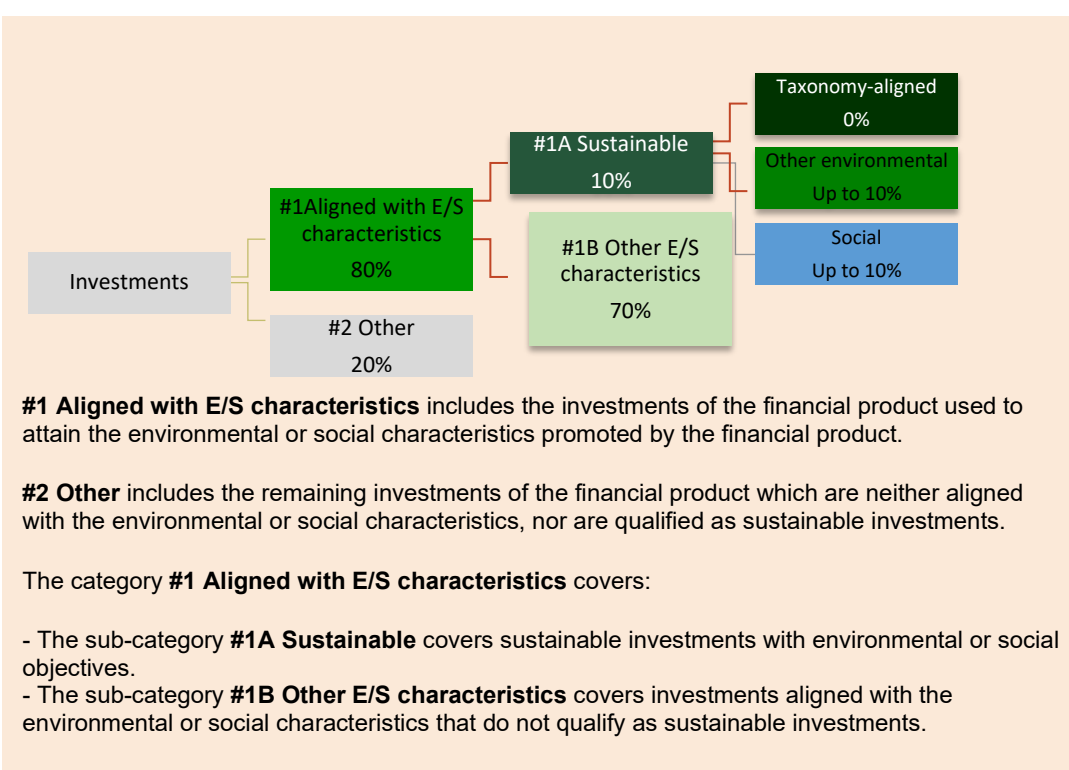 Investments
#1Aligned with E/S
characteristics
80%
#2 Other
20%
#1A Sustainable
10%
#1B Other E/S
characteristics
70%
Taxonomy-aligned
0%
Other environmental
Up to 10%
Social
Up to 10%
#1 Aligned with E/S characteristics includes the investments of the financial product used to
attain the environmental or social characteristics promoted by the financial product.
#2 Other includes the remaining investments of the financial product which are neither aligned
with the environmental or social characteristics, nor are qualified as sustainable investments.
The category #1 Aligned with E/S characteristics covers:
- The sub-category #1A Sustainable covers sustainable investments with environmental or social
objectives.
- The sub-category #1B Other E/S characteristics covers investments aligned with the
environmental or social characteristics that do not qualify as sustainable investments.